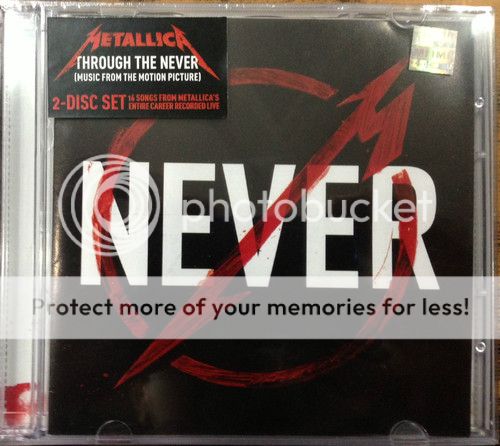 METALLICA
THROUGH THE NEVER
(MUSIC FROM THE MOTION PICTURE)
2-DISC SET 16 SONGS FROM METALLICA'S
ENTIRE CAREER RECORDED LIVE
NEVER
photobucket
Protect more of your memories for less!